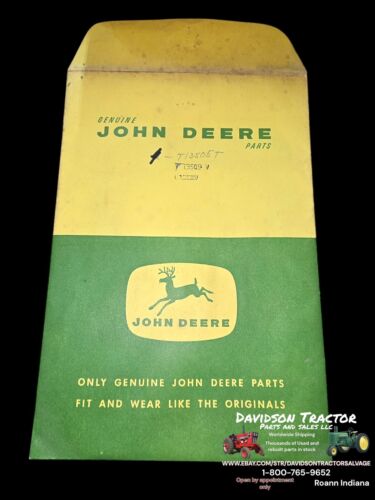 GENUINE
JOHN DEERE
PARTS
T13505T
JOHN DEERE
ONLY GENUINE JOHN DEERE PARTS
FIT AND WEAR LIKE THE ORIGINALS
DAVIDSON TRACTOR
PARTS AND SALES LLC
Worldwide Shipping
Thousands of Used and
rebuilt parts in stock
WWW.EBAY.COM/STR/DAVIDSONTRACTORSALVAGE
1-800-765-9652
Open by appointment
only
Roann Indiana